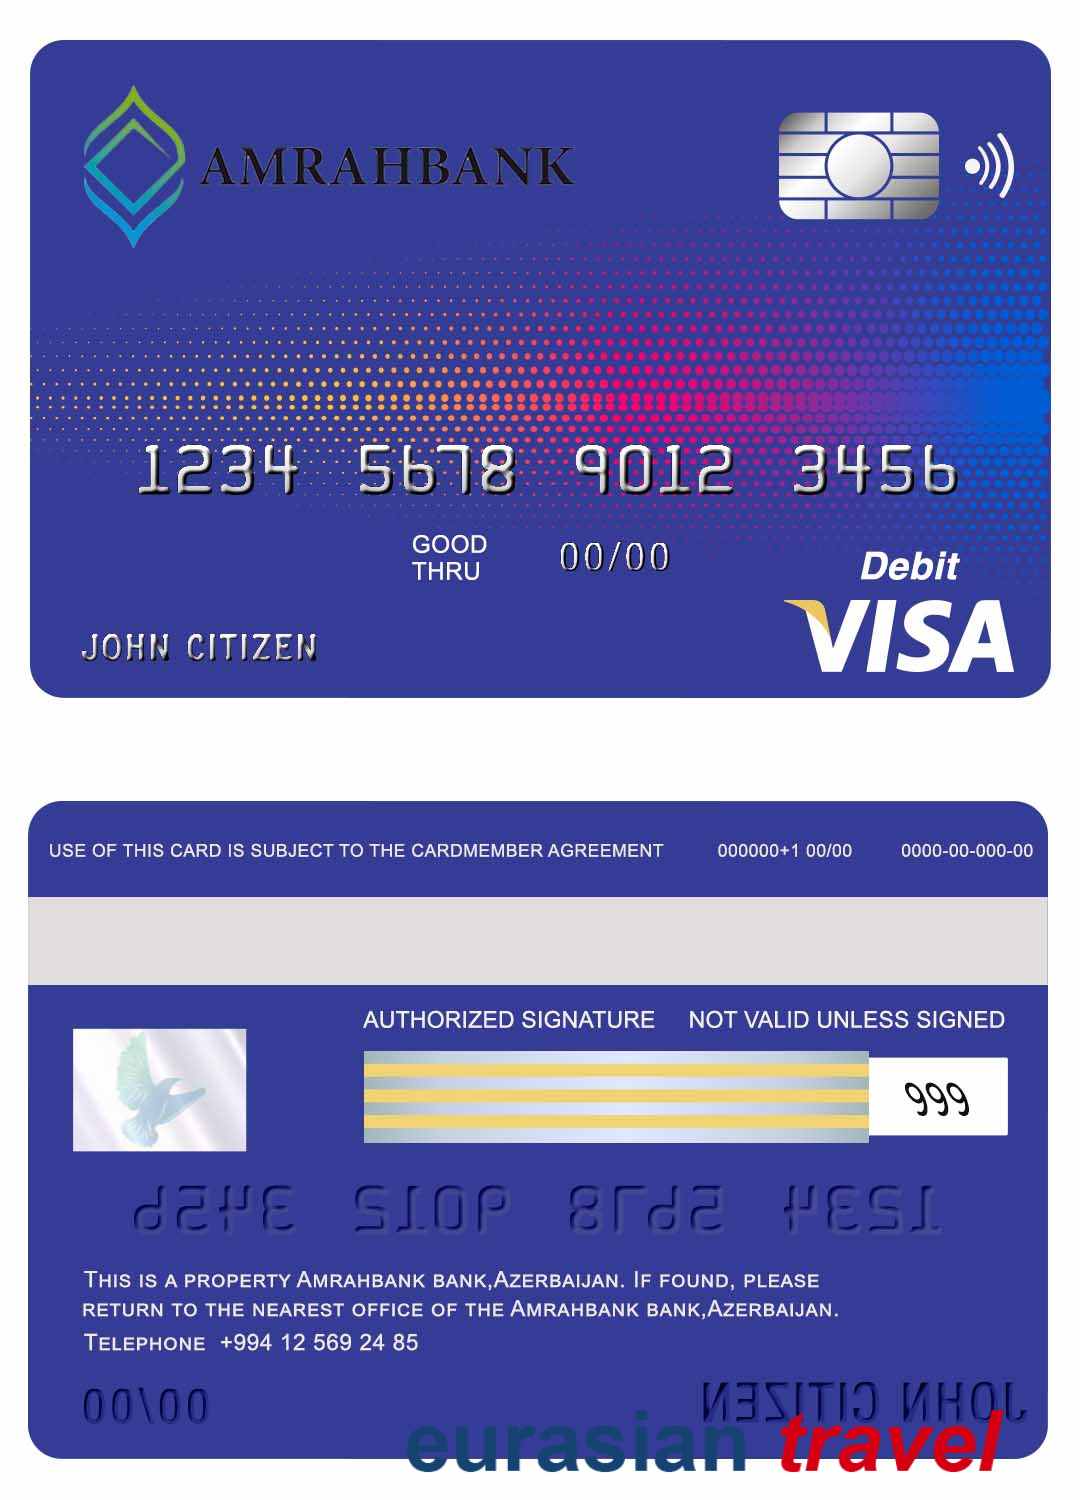 AMRAHBANK
1234 5678 9012 3456
GOOD
THRU
00/00
Debit
VISA
JOHN CITIZEN
USE OF THIS CARD IS SUBJECT TO THE CARDMEMBER AGREEMENT 000000+1 00/00 0000-00-000-00
AUTHORIZED SIGNATURE NOT VALID UNLESS SIGNED
999
1234 5678 9012 3456
THIS IS A PROPERTY AMRAHBANK BANK,AZERBAIJAN. IF FOUND, PLEASE
RETURN TO THE NEAREST OFFICE OF THE AMRAHBANK BANK,AZERBAIJAN.
TELEPHONE +994 12 569 24 85
00/00
JOHN CITIZEN
eurasian travel